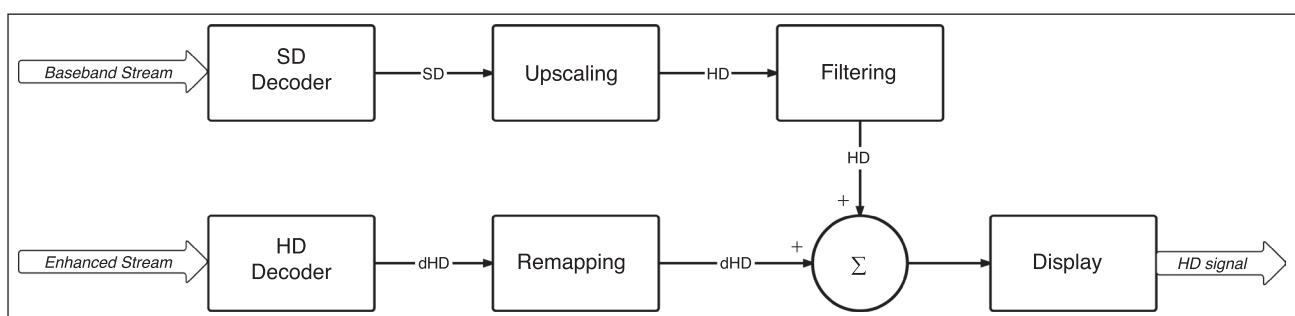 Baseband Stream
SD
Decoder
SD
Upscaling
HD
Filtering
HD
+
+
Enhanced Stream
HD
Decoder
dHD
Remapping
dHD
Σ
Display
HD signal